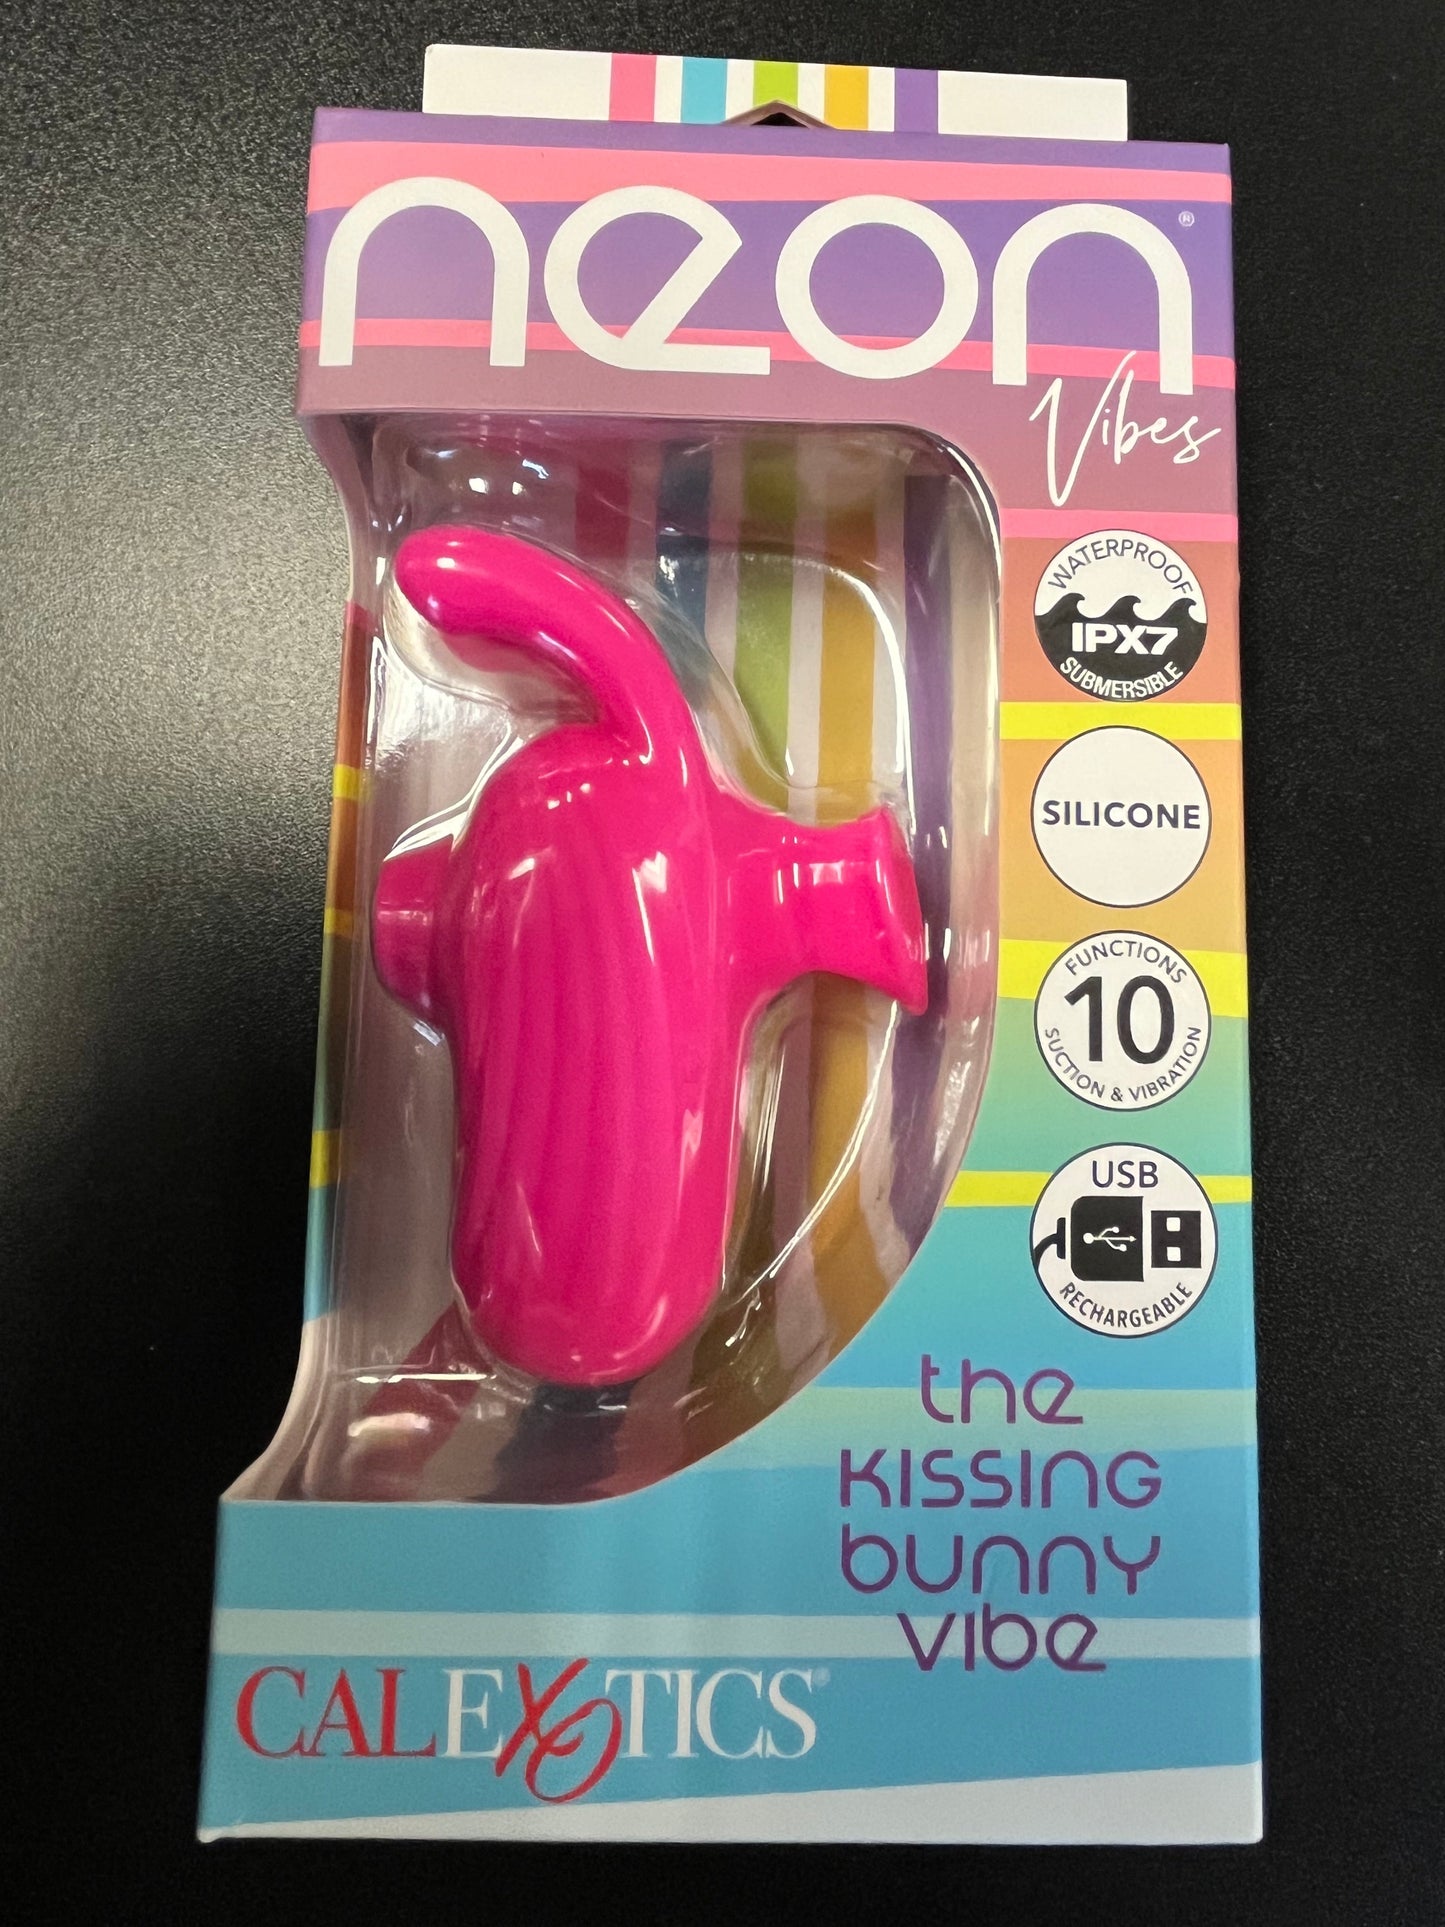 neon®
Vibes
WATERPROOF
IPX7
SUBMERSIBLE
SILICONE
FUNCTIONS
10
SUCTION & VIBRATION
USB
RECHARGEABLE
the
KISSING
bunny
vibe
CALEXOTICS®